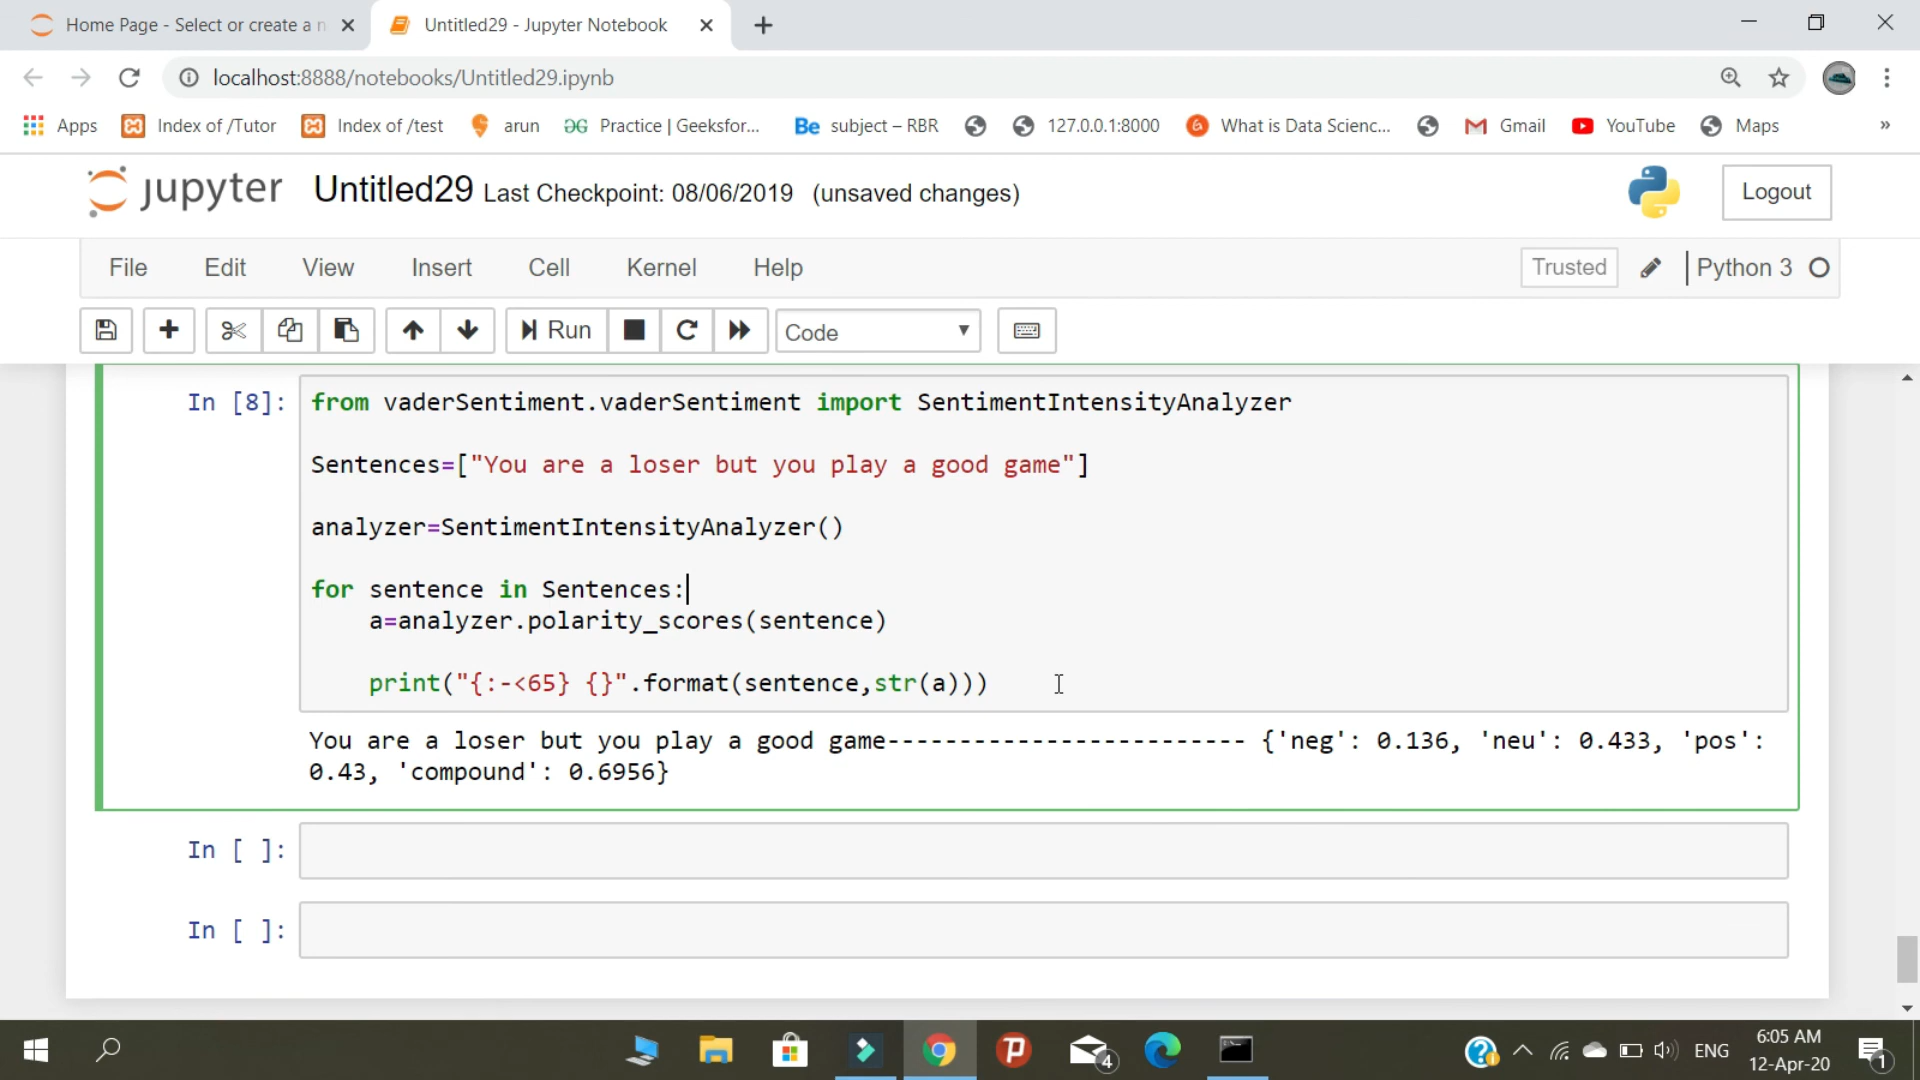 Home Page - Select or create a n
Untitled29 - Jupyter Notebook
localhost:8888/notebooks/Untitled29.ipynb
Apps
Index of /Tutor
Index of /test
arun
Practice | Geeksfor...
Be subject – RBR
127.0.0.1:8000
What is Data Scienc...
Gmail
YouTube
Maps
»
jupyter Untitled29 Last Checkpoint: 08/06/2019 (unsaved changes)
Logout
File Edit View Insert Cell Kernel Help
Trusted
Python 3
Run
Code
In [8]:
from vaderSentiment.vaderSentiment import SentimentIntensityAnalyzer
Sentences=["You are a loser but you play a good game"]
analyzer=SentimentIntensityAnalyzer()
for sentence in Sentences:
a=analyzer.polarity_scores(sentence)
print("{:-<65} {}".format(sentence,str(a)))
You are a loser but you play a good game------------------------- {'neg': 0.136, 'neu': 0.433, 'pos':
0.43, 'compound': 0.6956}
In [ ]:
In [ ]:
4
ENG
6:05 AM
12-Apr-20
1